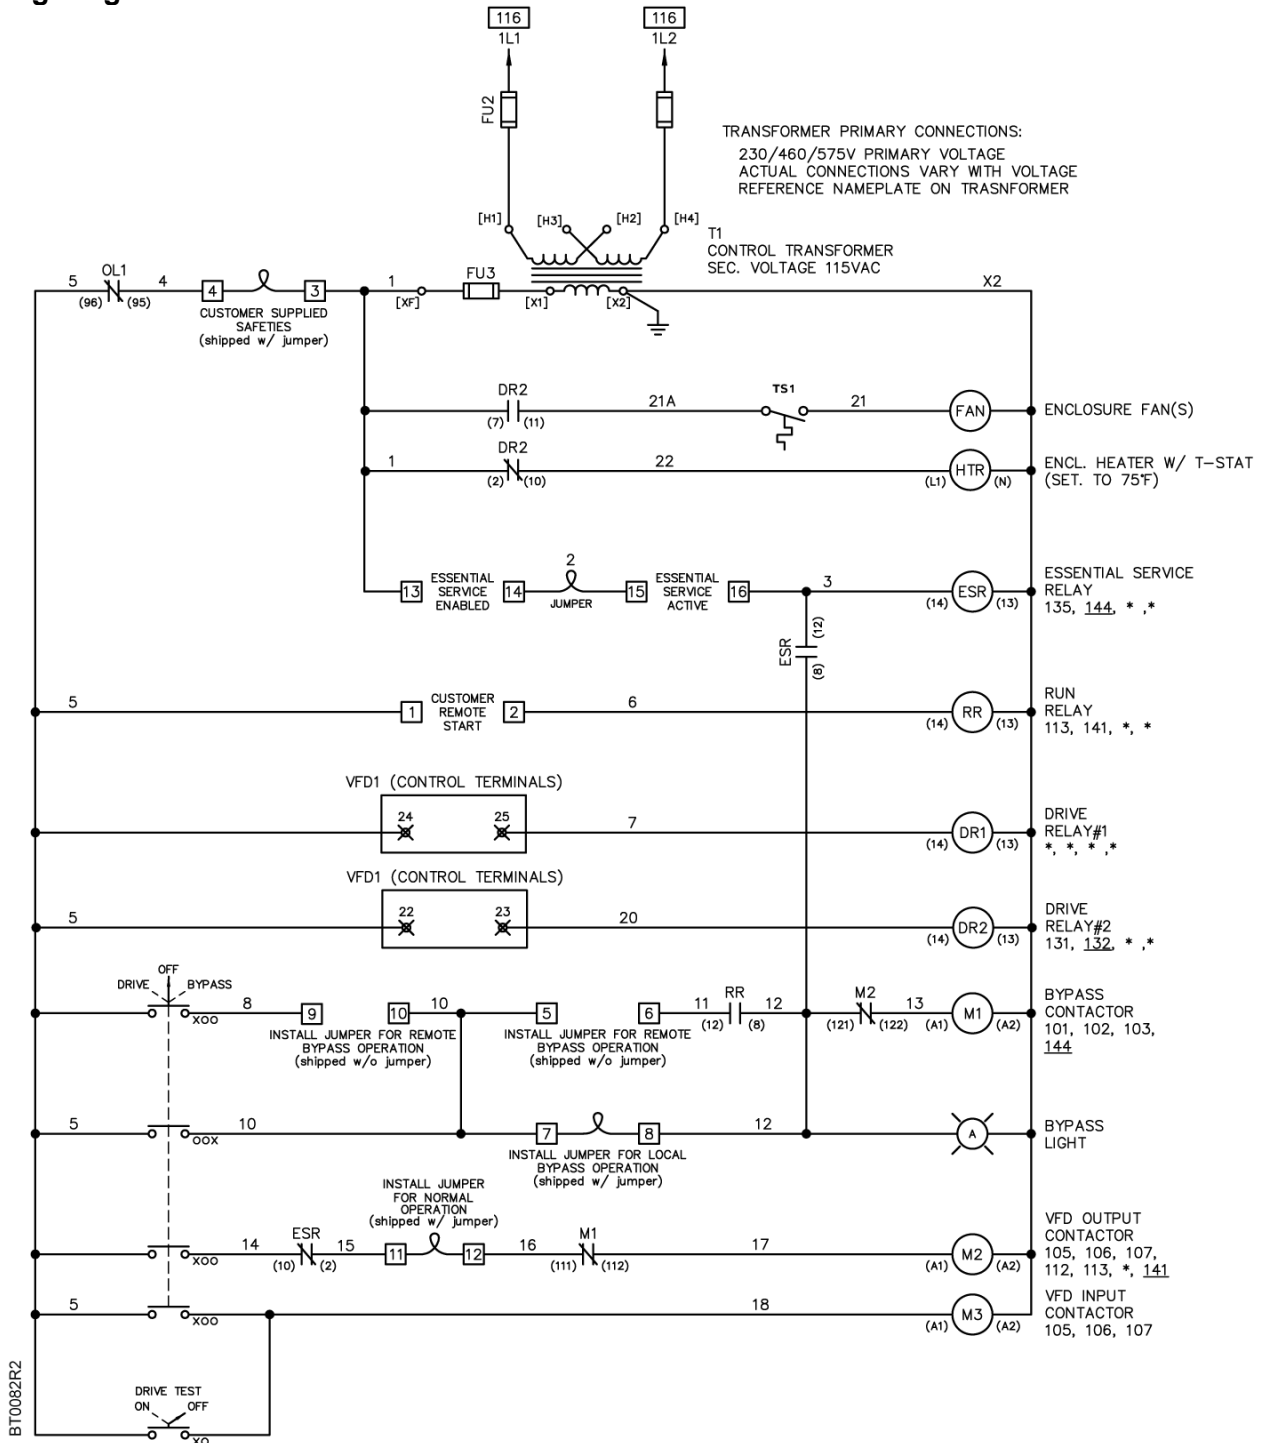 116
116
1L1
1L2
FU2
TRANSFORMER PRIMARY CONNECTIONS:
230/460/575V PRIMARY VOLTAGE
ACTUAL CONNECTIONS VARY WITH VOLTAGE
REFERENCE NAMEPLATE ON TRASNFORMER
[H1]
[H3]
[H2]
[H4]
T1
CONTROL TRANSFORMER
SEC. VOLTAGE 115VAC
5
OL1
4
(96)
(95)
4
3
CUSTOMER SUPPLIED
SAFETIES
(shipped w/ jumper)
1
[XF]
FU3
[X1]
[X2]
X2
DR2
(7)
(11)
21A
TS1
21
FAN
ENCLOSURE FAN(S)
1
DR2
(2)
(10)
22
(L1)
HTR
(N)
ENCL. HEATER W/ T-STAT
(SET. TO 75°F)
13
ESSENTIAL
SERVICE
ENABLED
14
2
JUMPER
15
ESSENTIAL
SERVICE
ACTIVE
16
3
(14)
ESR
(13)
ESSENTIAL SERVICE
RELAY
135, 144, * ,*
ESR
(12)
(8)
5
1
CUSTOMER
REMOTE
START
2
6
(14)
RR
(13)
RUN
RELAY
113, 141, *, *
VFD1 (CONTROL TERMINALS)
24
25
7
(14)
DR1
(13)
DRIVE
RELAY#1
*, *, * ,*
VFD1 (CONTROL TERMINALS)
5
22
23
20
(14)
DR2
(13)
DRIVE
RELAY#2
131, 132, * ,*
OFF
DRIVE
BYPASS
XOO
8
9
10
INSTALL JUMPER FOR REMOTE
BYPASS OPERATION
(shipped w/o jumper)
10
5
6
INSTALL JUMPER FOR REMOTE
BYPASS OPERATION
(shipped w/o jumper)
11
RR
12
(12)
(8)
M2
(121)
(122)
13
(A1)
M1
(A2)
BYPASS
CONTACTOR
101, 102, 103,
144
5
OOX
10
7
8
INSTALL JUMPER FOR LOCAL
BYPASS OPERATION
(shipped w/ jumper)
12
A
BYPASS
LIGHT
XOO
14
ESR
(10)
(2)
15
INSTALL JUMPER
FOR NORMAL
OPERATION
(shipped w/ jumper)
11
12
16
M1
(111)
(112)
17
(A1)
M2
(A2)
VFD OUTPUT
CONTACTOR
105, 106, 107,
112, 113, *, 141
5
XOO
18
(A1)
M3
(A2)
VFD INPUT
CONTACTOR
105, 106, 107
DRIVE TEST
ON
OFF
XO
BT0082R2